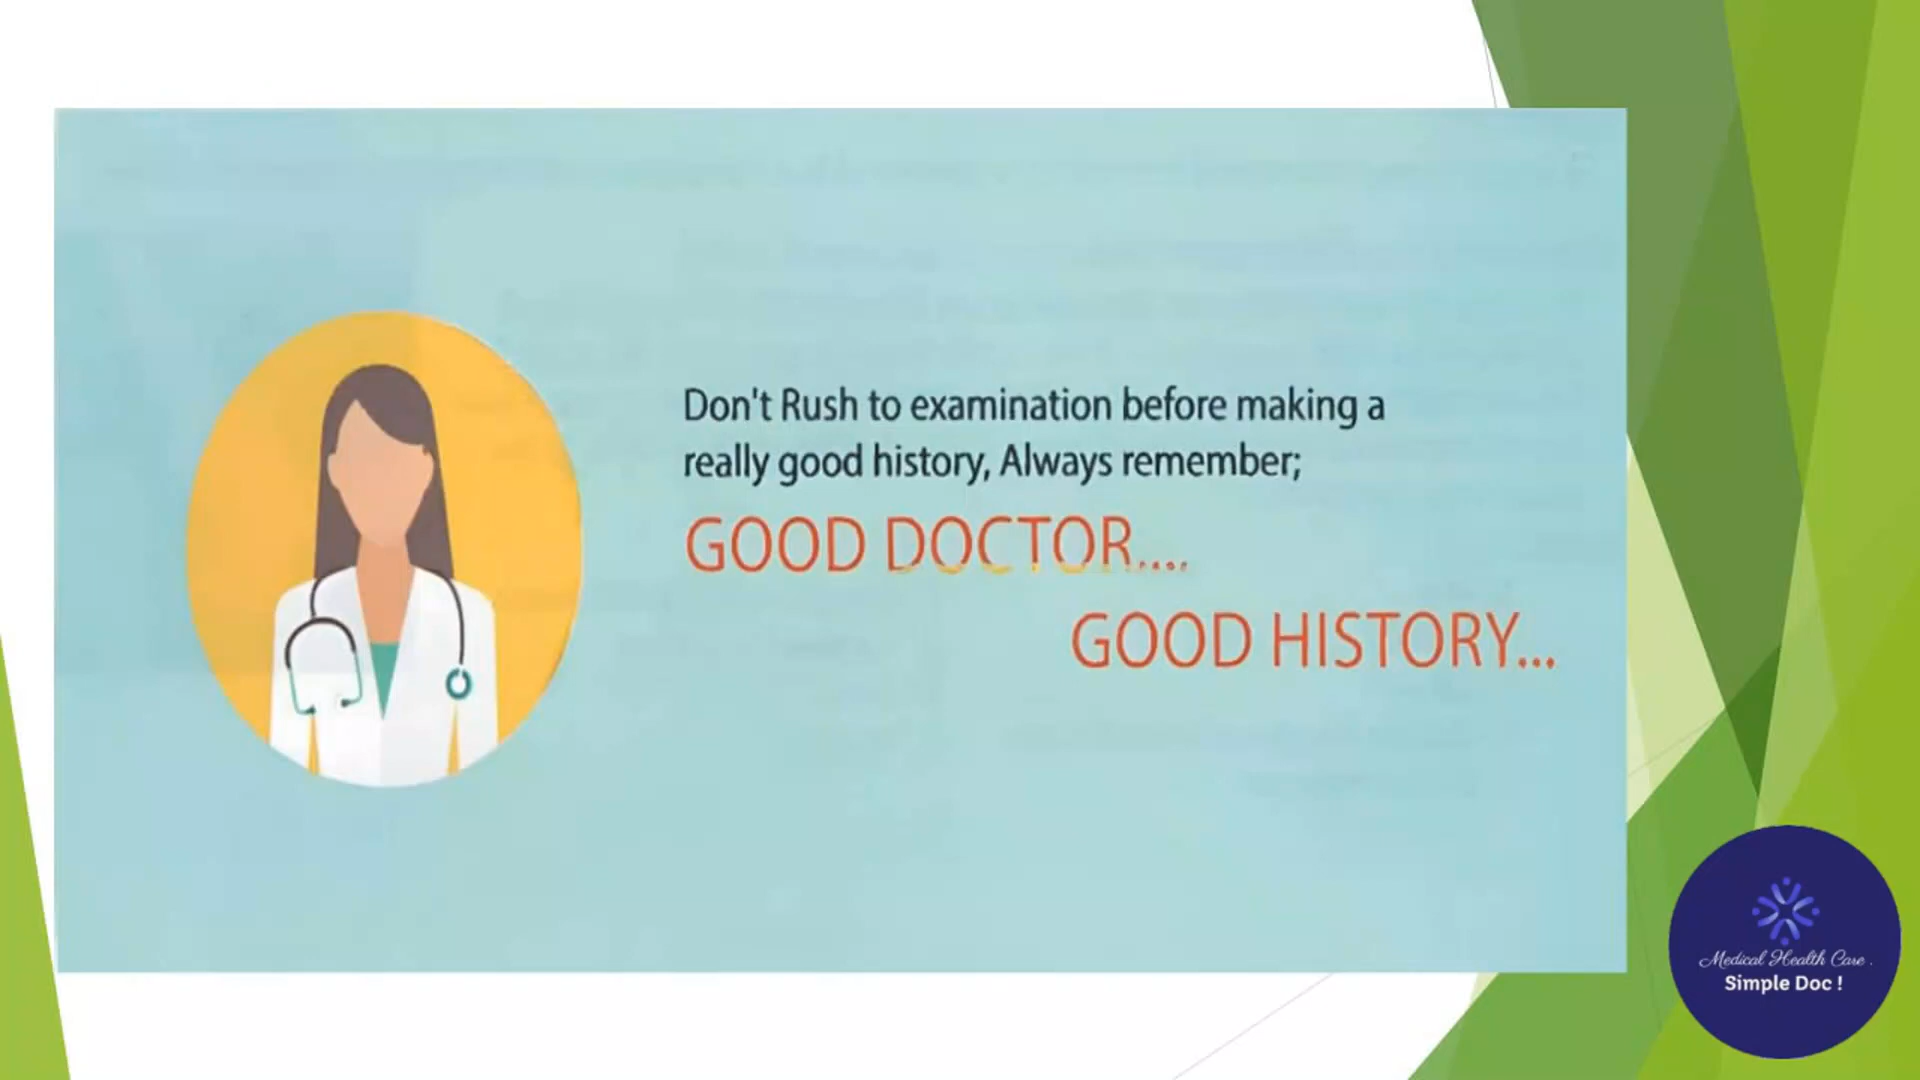 Don't Rush to examination before making a
really good history, Always remember;
GOOD DOCTOR....
GOOD HISTORY...
Medical Health Care .
Simple Doc !